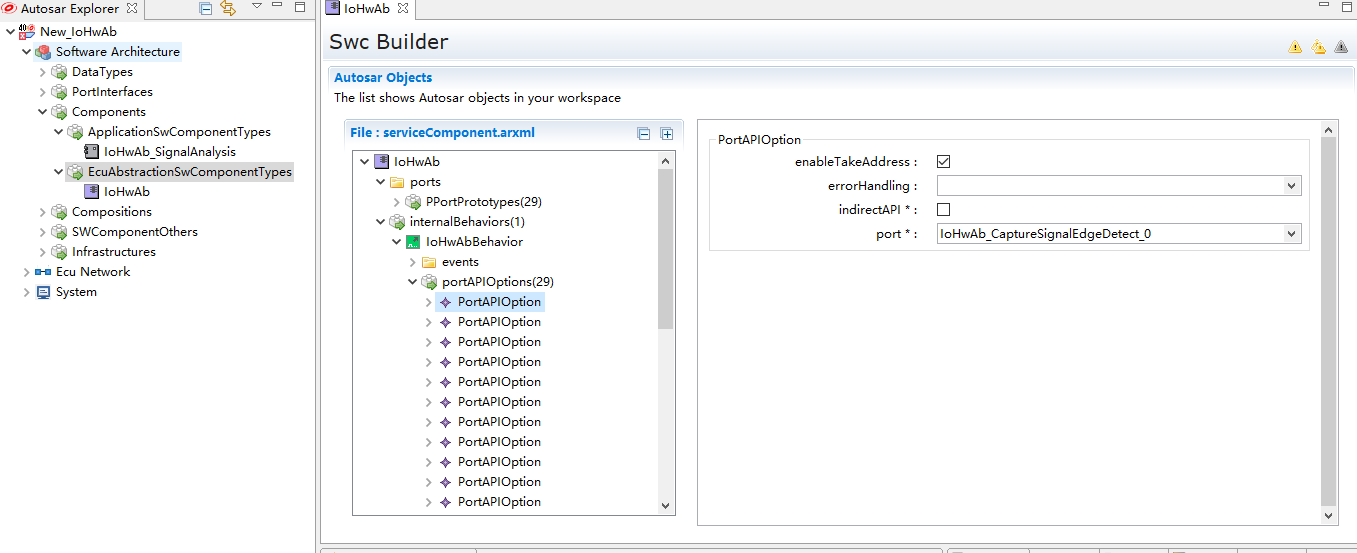 Autosar Explorer
New_IoHwAb
Software Architecture
DataTypes
PortInterfaces
Components
ApplicationSwComponentTypes
IoHwAb_SignalAnalysis
EcuAbstractionSwComponentTypes
IoHwAb
Compositions
SWComponentOthers
Infrastructures
Ecu Network
System
IoHwAb
Swc Builder
Autosar Objects
The list shows Autosar objects in your workspace
File : serviceComponent.arxml
IoHwAb
ports
PPortPrototypes(29)
internalBehaviors(1)
IoHwAbBehavior
events
portAPIOptions(29)
PortAPIOption
PortAPIOption
PortAPIOption
PortAPIOption
PortAPIOption
PortAPIOption
PortAPIOption
PortAPIOption
PortAPIOption
PortAPIOption
PortAPIOption
PortAPIOption
enableTakeAddress :
errorHandling :
indirectAPI * :
port * : IoHwAb_CaptureSignalEdgeDetect_0